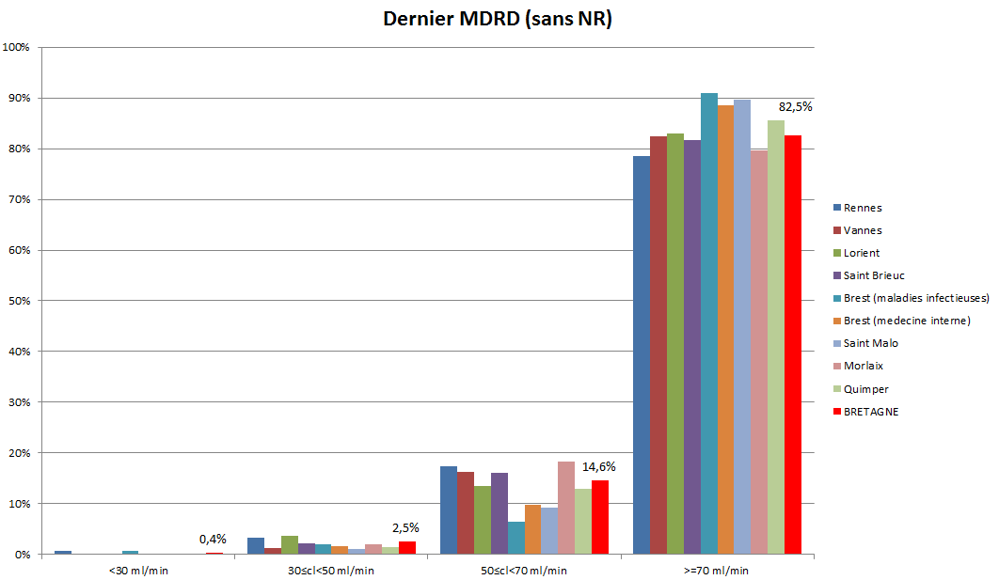 Dernier MDRD (sans NR)
100%
90%
80%
70%
60%
50%
40%
30%
20%
10%
0%
0,4%
2,5%
14,6%
82,5%
<30 ml/min
30≤cl<50 ml/min
50≤cl<70 ml/min
>=70 ml/min
Rennes
Vannes
Lorient
Saint Brieuc
Brest (maladies infectieuses)
Brest (medecine interne)
Saint Malo
Morlaix
Quimper
BRETAGNE